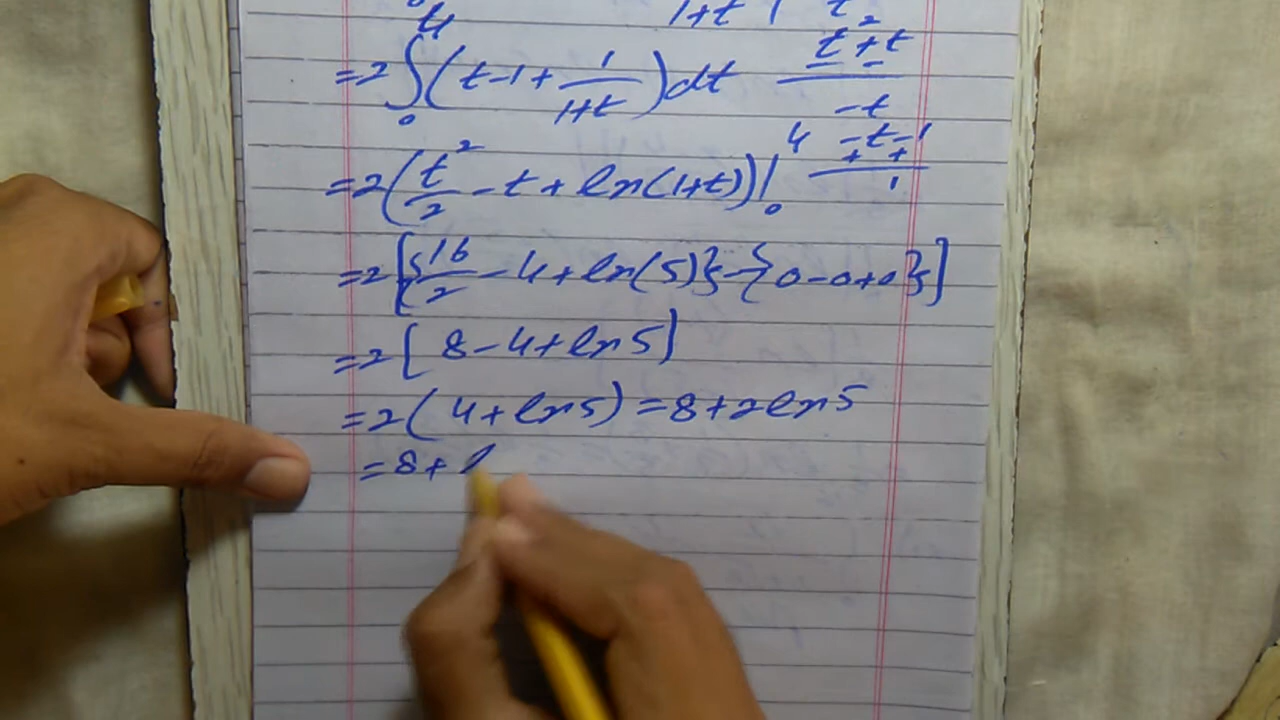 1+t
t² + t
=2∫₀⁴(t-1+1/(1+t))dt
-t
-t-1
1
=2(t²/2 - t + ln(1+t))|₀⁴
=2[{16/2 - 4 + ln(5)} - {0-0+0}]
=2[8-4+ln5]
=2(4+ln5)=8+2ln5
=8+